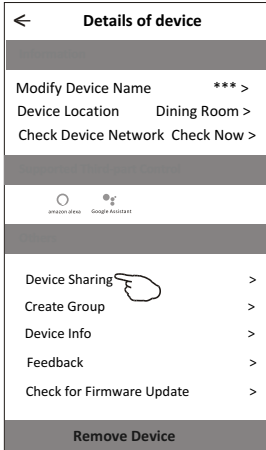 Details of device
Modify Device Name *** >
Device Location Dining Room >
Check Device Network Check Now >
amazon alexa Google Assistant
Device Sharing >
Create Group >
Device Info >
Feedback >
Check for Firmware Update >
Remove Device